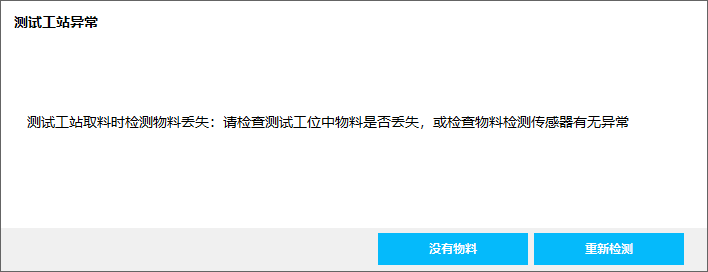 测试工站异常
测试工站取料时检测物料丢失：请检查测试工位中物料是否丢失，或检查物料检测传感器有无异常
没有物料
重新检测